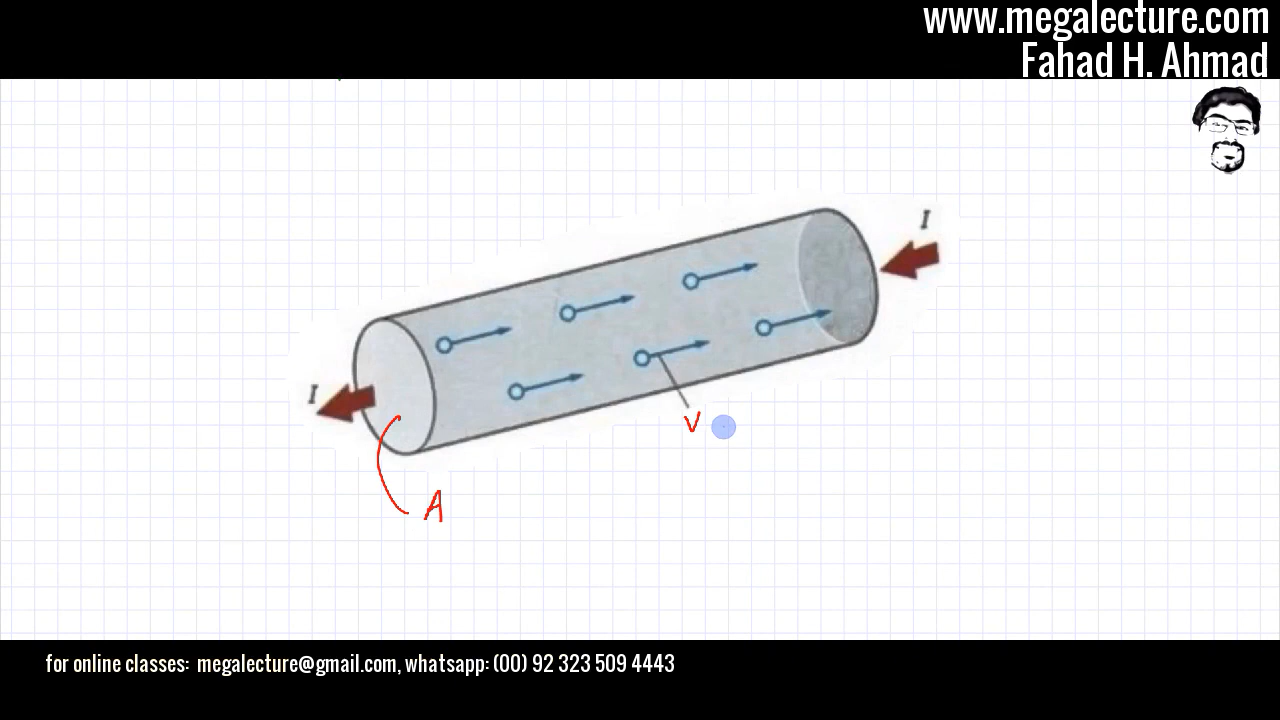 www.megalecture.com
Fahad H. Ahmad
I
I
V
A
for online classes: megalecture@gmail.com, whatsapp: (00) 92 323 509 4443